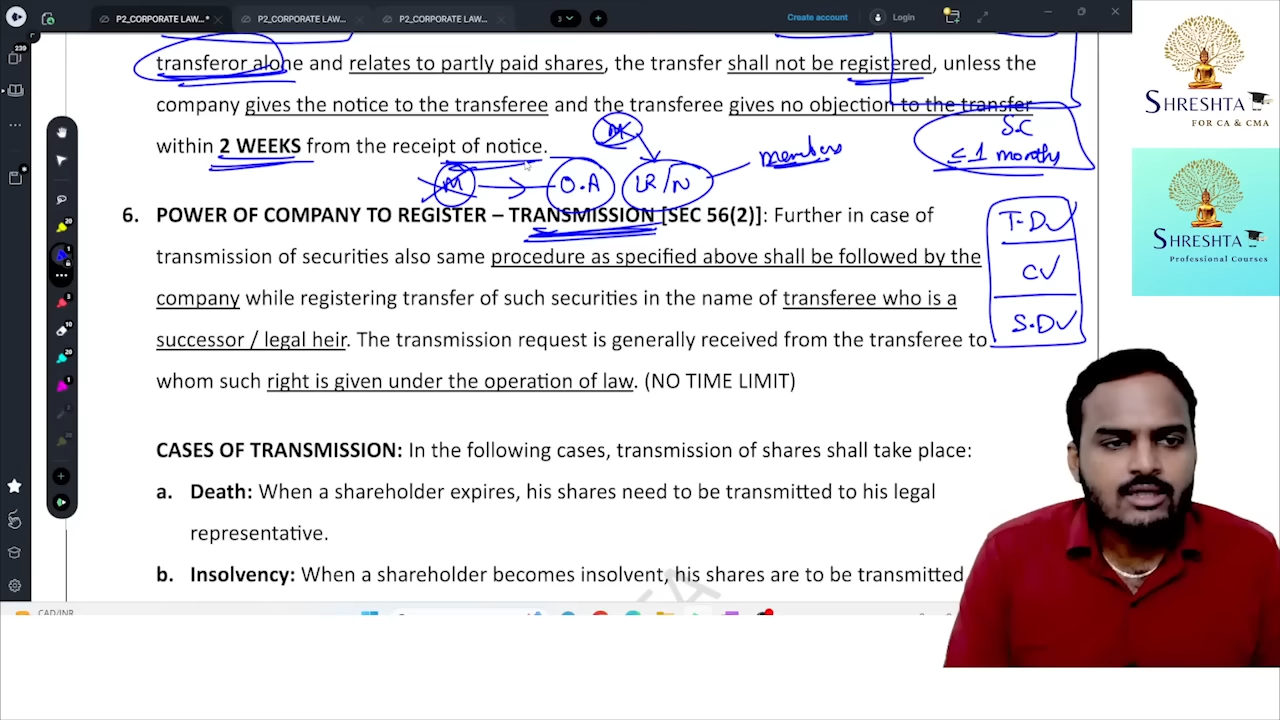 P2_CORPORATE LAW...*
P2_CORPORATE LAW...
P2_CORPORATE LAW...
3
Create account
Login
239
transferor alone and relates to partly paid shares, the transfer shall not be registered, unless the
company gives the notice to the transferee and the transferee gives no objection to the transfer
within 2 WEEKS from the receipt of notice.
M
members
S.C
≤ 1 months
M
O.A
LR/N
6. POWER OF COMPANY TO REGISTER – TRANSMISSION [SEC 56(2)]: Further in case of
transmission of securities also same procedure as specified above shall be followed by the
company while registering transfer of such securities in the name of transferee who is a
successor / legal heir. The transmission request is generally received from the transferee to
whom such right is given under the operation of law. (NO TIME LIMIT)
T.D
C
S.D
CASES OF TRANSMISSION: In the following cases, transmission of shares shall take place:
a. Death: When a shareholder expires, his shares need to be transmitted to his legal
representative.
b. Insolvency: When a shareholder becomes insolvent, his shares are to be transmitted
CAD/INR
SHRESHTA
FOR CA & CMA
SHRESHTA
Professional Courses